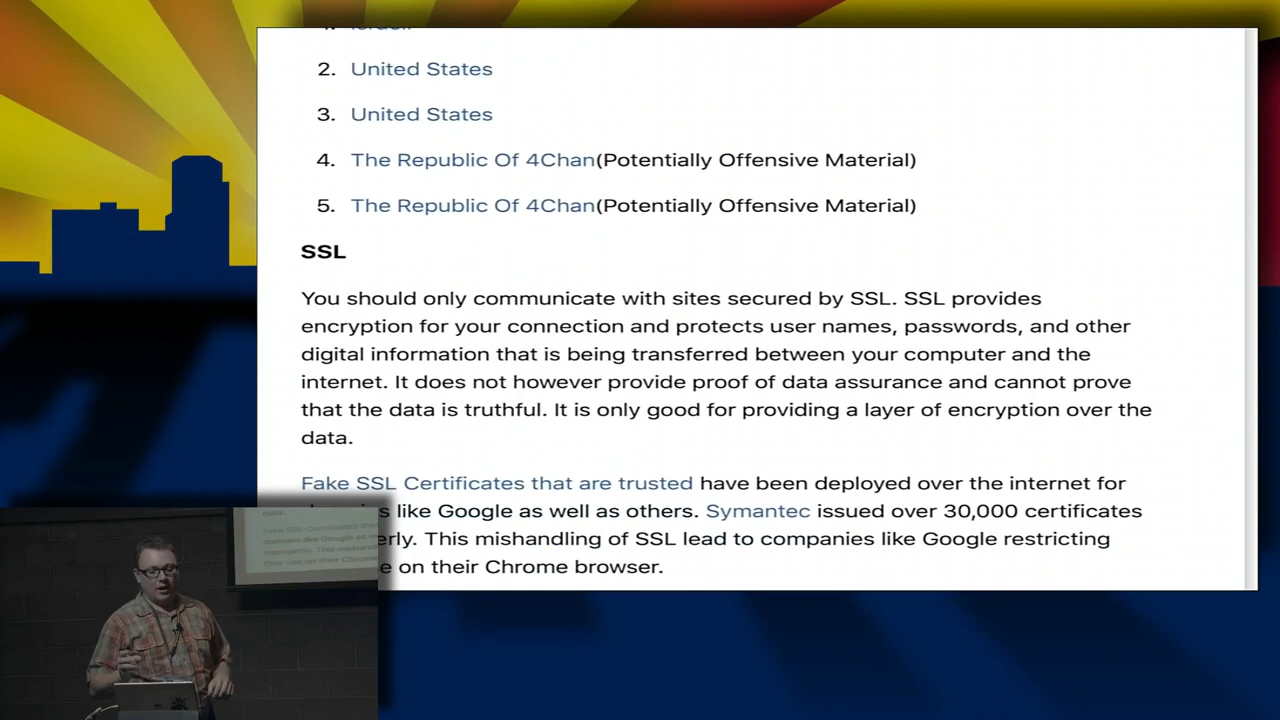 2. United States
3. United States
4. The Republic Of 4Chan(Potentially Offensive Material)
5. The Republic Of 4Chan(Potentially Offensive Material)
SSL
You should only communicate with sites secured by SSL. SSL provides
encryption for your connection and protects user names, passwords, and other
digital information that is being transferred between your computer and the
internet. It does not however provide proof of data assurance and cannot prove
that the data is truthful. It is only good for providing a layer of encryption over the
data.
Fake SSL Certificates that are trusted have been deployed over the internet for
like Google as well as others. Symantec issued over 30,000 certificates
This mishandling of SSL lead to companies like Google restricting
on their Chrome browser.